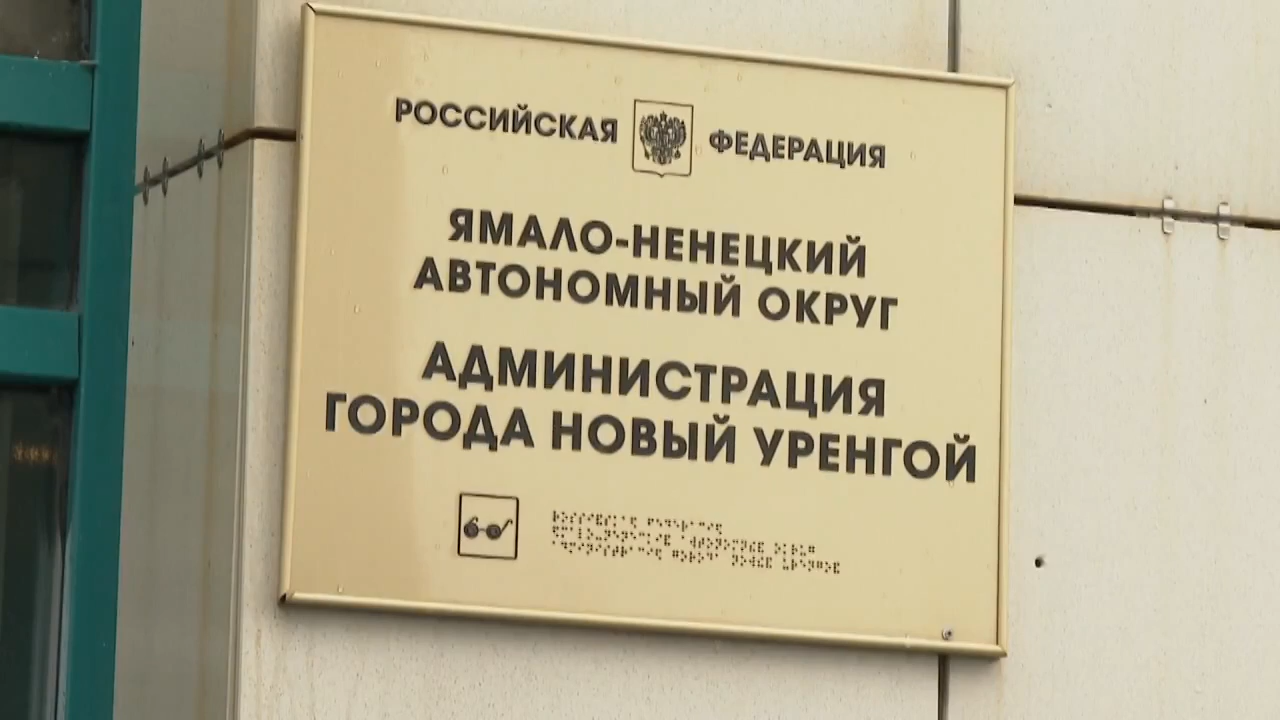 РОССИЙСКАЯ ФЕДЕРАЦИЯ
ЯМАЛО-НЕНЕЦКИЙ
АВТОНОМНЫЙ ОКРУГ
АДМИНИСТРАЦИЯ
ГОРОДА НОВЫЙ УРЕНГОЙ